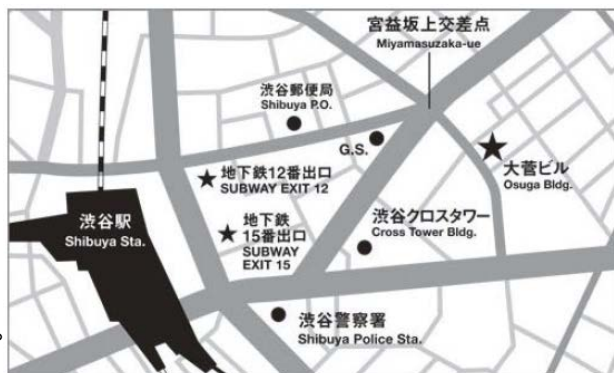 宮益坂上交差点
Miyamasuzaka-ue
渋谷郵便局
Shibuya P.O.
G.S.
地下鉄12番出口
SUBWAY EXIT 12
大菅ビル
Osuga Bldg.
渋谷駅
Shibuya Sta.
地下鉄
15番出口
SUBWAY
EXIT 15
渋谷クロスタワー
Cross Tower Bldg.
渋谷警察署
Shibuya Police Sta.